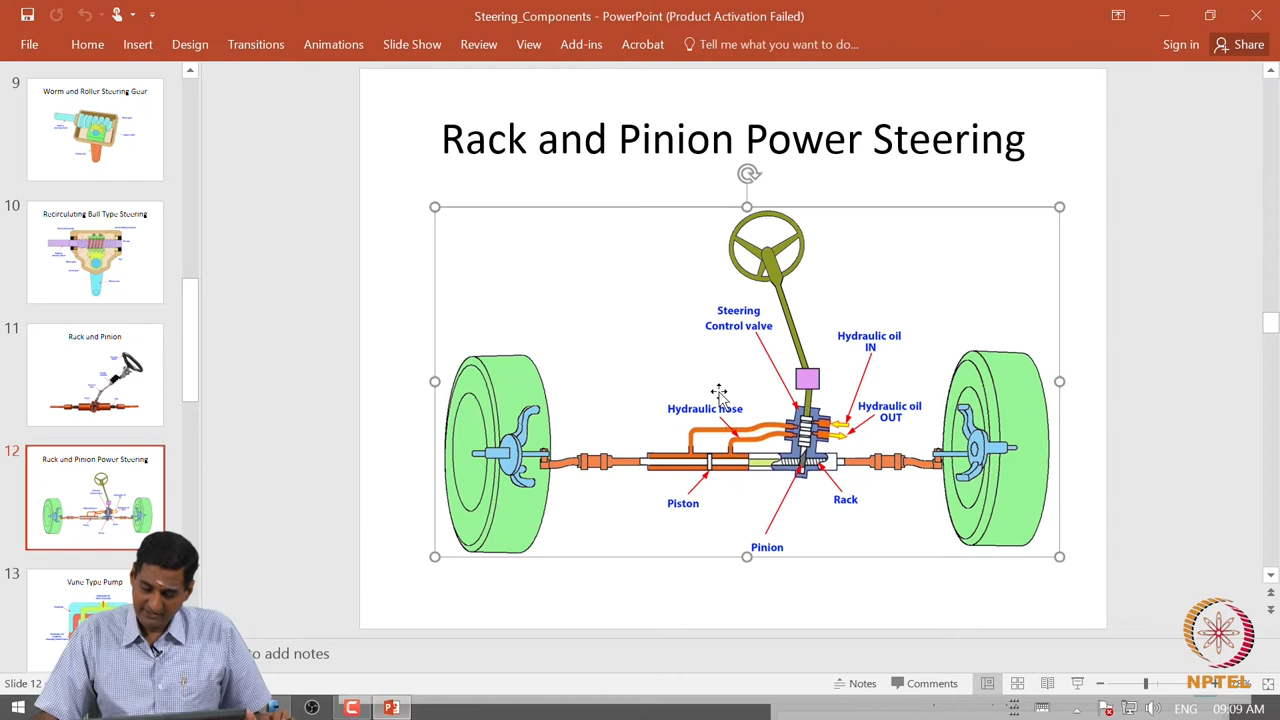 Steering_Components - PowerPoint (Product Activation Failed)
File Home Insert Design Transitions Animations Slide Show Review View Add-ins Acrobat Tell me what you want to do... Sign in Share
9
Worm and Roller Steering Gear
10
Recirculating Ball Type Steering
11
Rack and Pinion
12
Rack and Pinion Power Steering
13
Vane Type Pump
Rack and Pinion Power Steering
Steering
Control valve
Hydraulic oil
IN
Hydraulic hose
Hydraulic oil
OUT
Piston
Rack
Pinion
to add notes
NPTEL
Slide 12
Notes Comments
ENG 09:09 AM